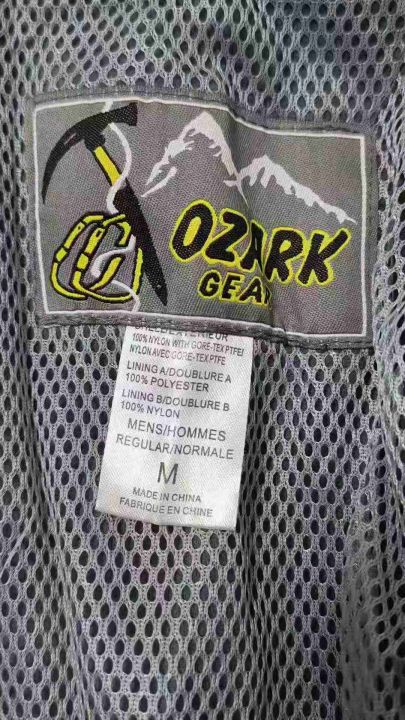 OZARK
GEAR
100% NYLON WITH GORE-TEX PTFE/
NYLON AVEC GORE-TEX PTFE
LINING A/DOUBLURE A
100% POLYESTER
LINING B/DOUBLURE B
100% NYLON
MENS/HOMMES
REGULAR/NORMALE
M
MADE IN CHINA
FABRIQUE EN CHINE